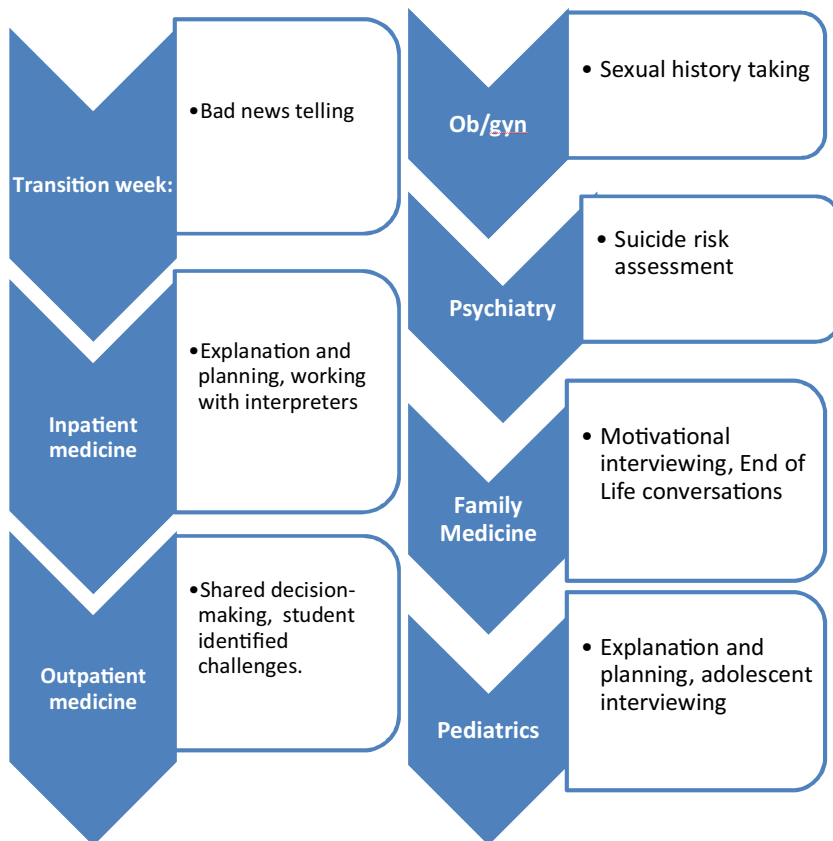 Transition week:
•Bad news telling
Inpatient
medicine
•Explanation and
planning, working
with interpreters
Outpatient
medicine
•Shared decision-
making, student
identified
challenges.
Ob/gyn
• Sexual history taking
Psychiatry
• Suicide risk
assessment
Family
Medicine
• Motivational
interviewing, End of
Life conversations
Pediatrics
• Explanation and
planning, adolescent
interviewing